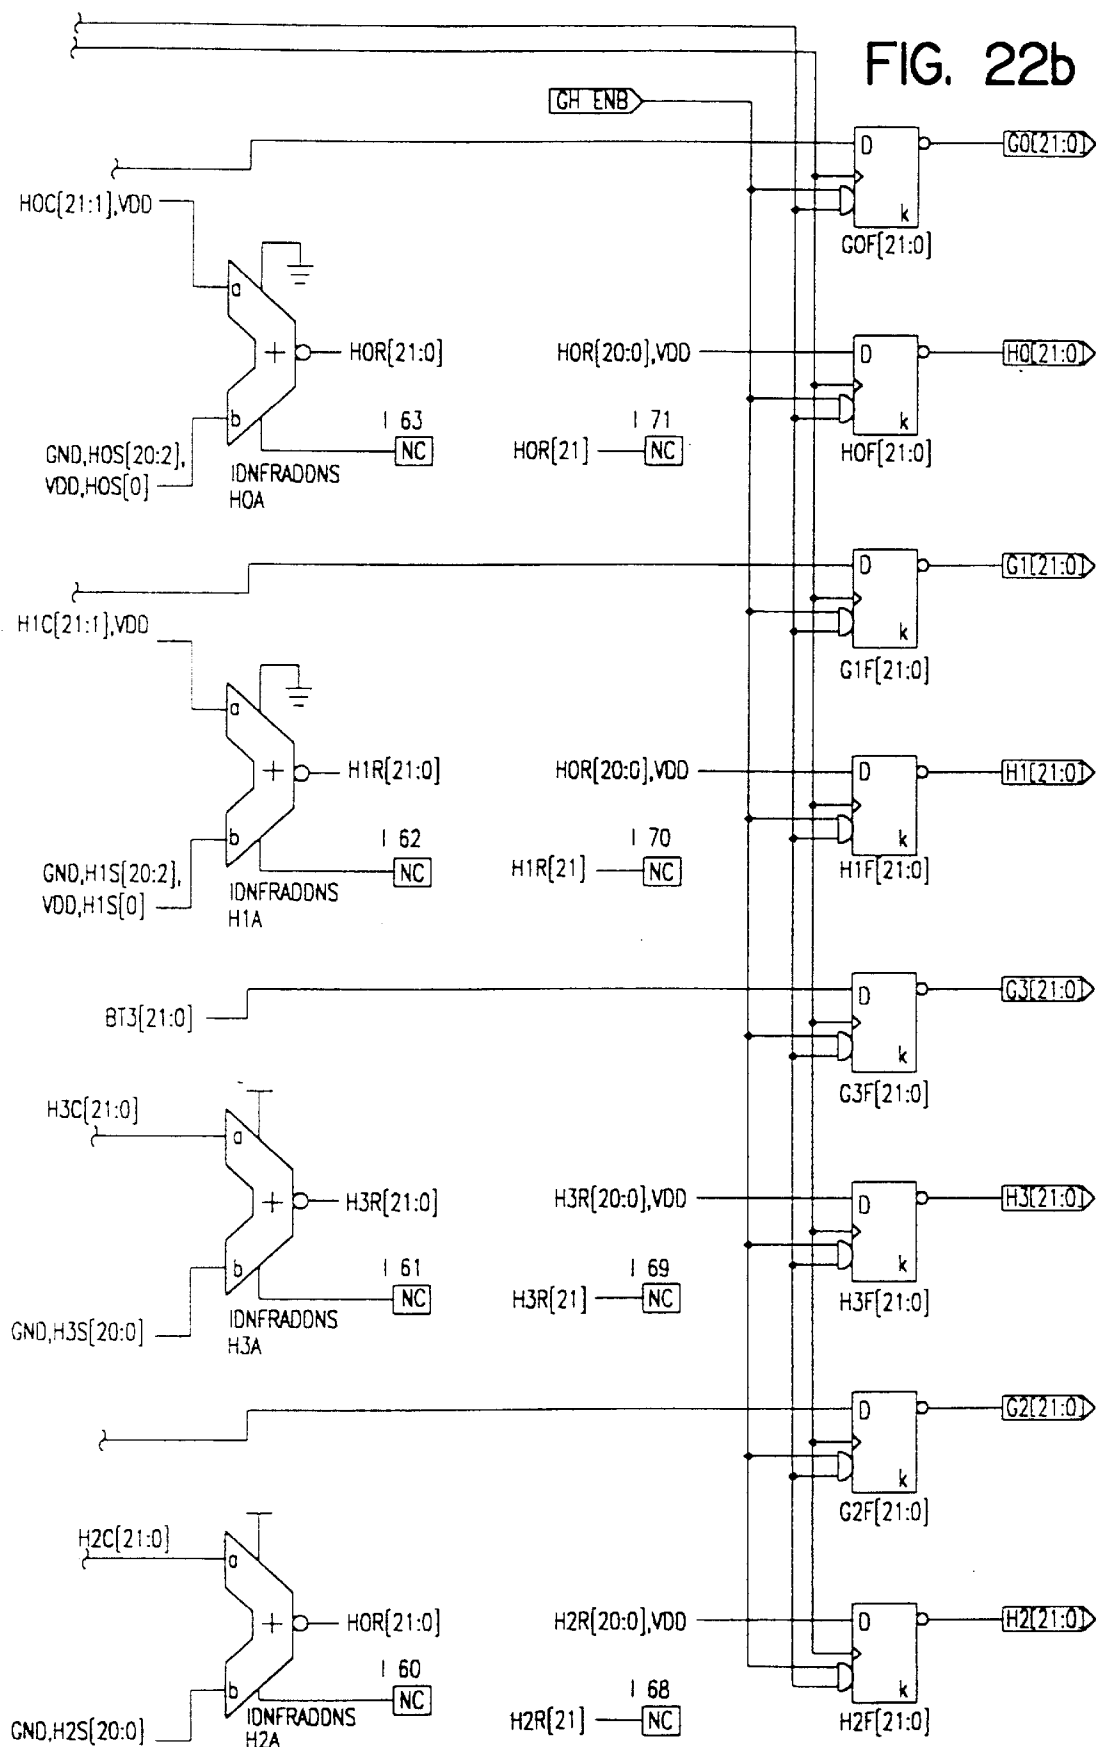 FIG. 22b
GH ENB
D
k
G0F[21:0]
G0[21:0]
H0C[21:1],VDD
a
+
b
H0R[21:0]
GND,H0S[20:2],
VDD,H0S[0]
IDNFRADDNS
H0A
I 63
NC
H0R[20:0],VDD
I 71
H0R[21]
NC
D
k
H0F[21:0]
H0[21:0]
D
k
G1F[21:0]
G1[21:0]
H1C[21:1],VDD
a
+
b
H1R[21:0]
GND,H1S[20:2],
VDD,H1S[0]
IDNFRADDNS
H1A
I 62
NC
H0R[20:0],VDD
I 70
H1R[21]
NC
D
k
H1F[21:0]
H1[21:0]
BT3[21:0]
D
k
G3F[21:0]
G3[21:0]
H3C[21:0]
a
+
b
H3R[21:0]
GND,H3S[20:0]
IDNFRADDNS
H3A
I 61
NC
H3R[20:0],VDD
I 69
H3R[21]
NC
D
k
H3F[21:0]
H3[21:0]
D
k
G2F[21:0]
G2[21:0]
H2C[21:0]
a
+
b
H0R[21:0]
GND,H2S[20:0]
IDNFRADDNS
H2A
I 60
NC
H2R[20:0],VDD
I 68
H2R[21]
NC
D
k
H2F[21:0]
H2[21:0]